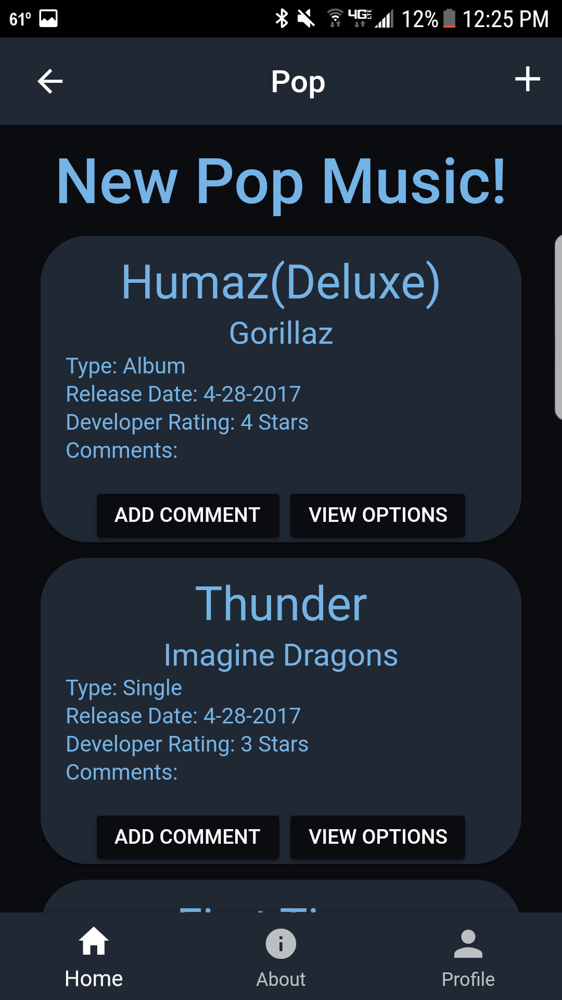 61° 4G LTE 12% 12:25 PM
Pop
New Pop Music!
Humaz(Deluxe)
Gorillaz
Type: Album
Release Date: 4-28-2017
Developer Rating: 4 Stars
Comments:
ADD COMMENT VIEW OPTIONS
Thunder
Imagine Dragons
Type: Single
Release Date: 4-28-2017
Developer Rating: 3 Stars
Comments:
ADD COMMENT VIEW OPTIONS
Home About Profile